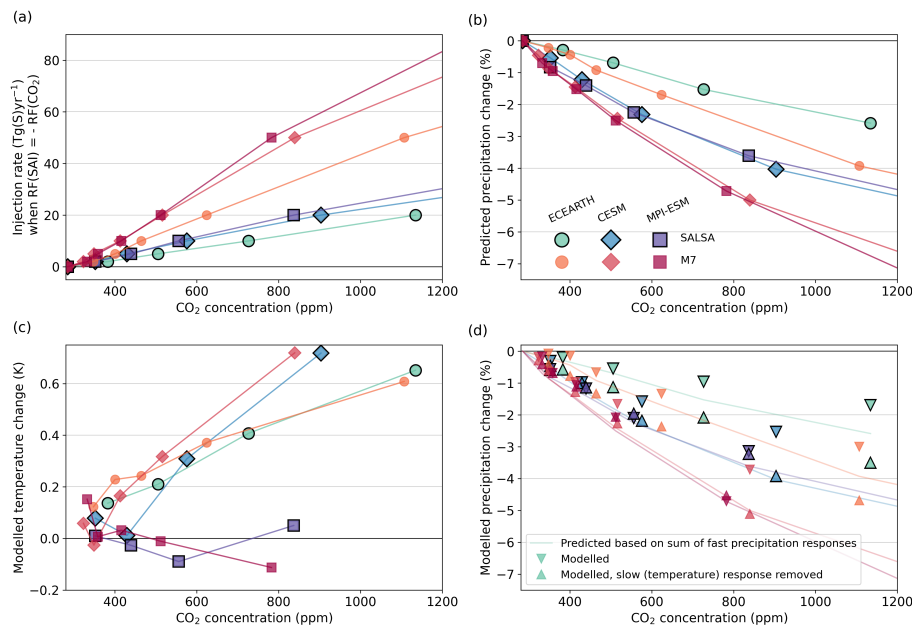 (a)
80
60
40
20
0
400
600
800
1000
1200
Injection rate (Tg(S)yr⁻¹)
when RF(SAI) = - RF(CO₂)
CO₂ concentration (ppm)
(b)
0
−1
−2
−3
−4
−5
−6
−7
400
600
800
1000
1200
Predicted precipitation change (%)
CO₂ concentration (ppm)
ECEARTH
CESM
MPI-ESM
SALSA
M7
(c)
0.6
0.4
0.2
0.0
−0.2
400
600
800
1000
1200
Modelled temperature change (K)
CO₂ concentration (ppm)
(d)
0
−1
−2
−3
−4
−5
−6
−7
400
600
800
1000
1200
Modelled precipitation change (%)
CO₂ concentration (ppm)
Predicted based on sum of fast precipitation responses
Modelled
Modelled, slow (temperature) response removed